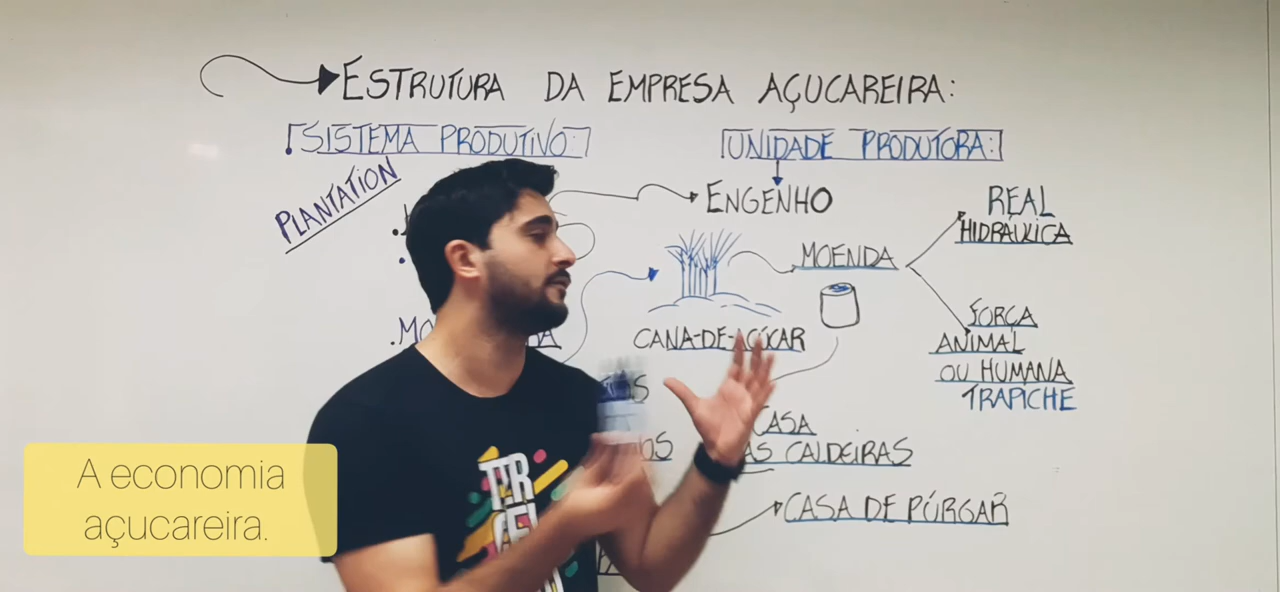 ESTRUTURA DA EMPRESA AÇUCAREIRA:
SISTEMA PRODUTIVO:
UNIDADE PRODUTORA:
PLANTATION
ENGENHO
REAL
HIDRÁULICA
MOENDA
CANA-DE-AÇÚCAR
FORÇA
ANIMAL
OU HUMANA
TRAPICHE
CASA
CALDEIRAS
CASA DE PÚRGAR
A economia
açucareira.